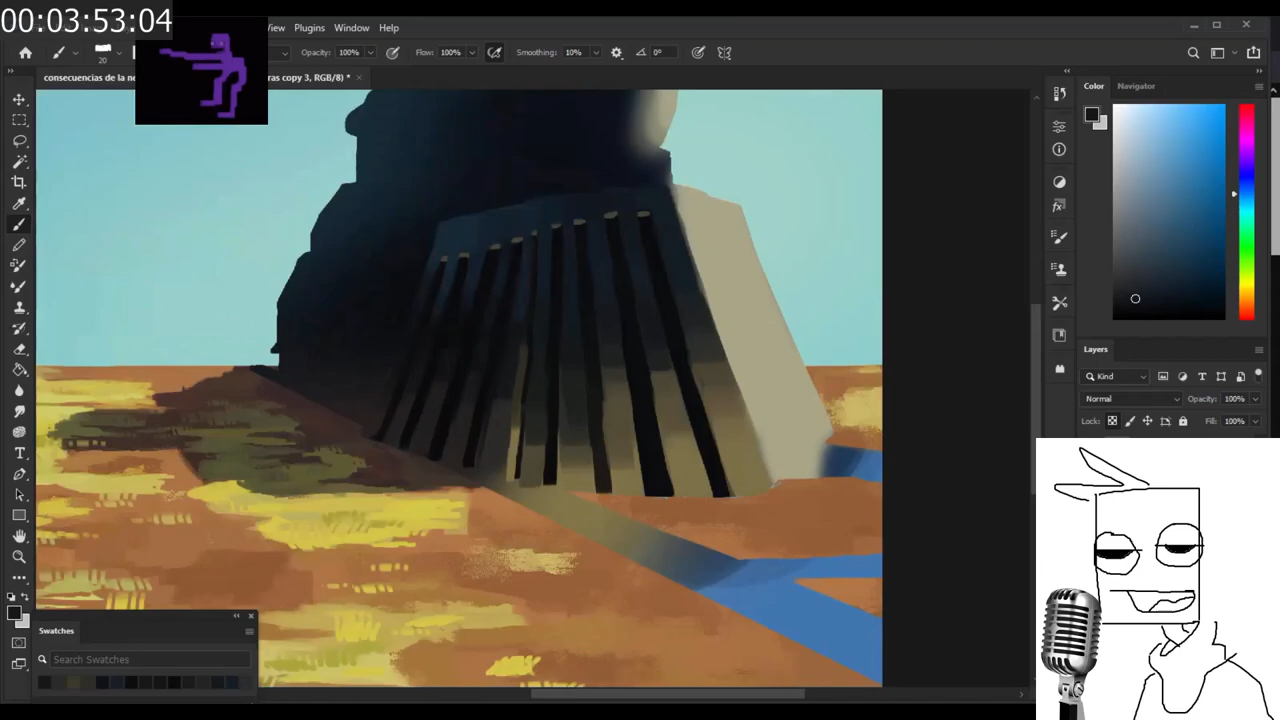 00:03:53:04
View Plugins Window Help
20
Opacity: 100% Flow: 100% Smoothing: 10% 0°
consecuencias de la ne
ras copy 3, RGB/8) * ×
Color Navigator
Layers
Kind
Normal Opacity: 100%
Lock: Fill: 100%
Swatches
Search Swatches